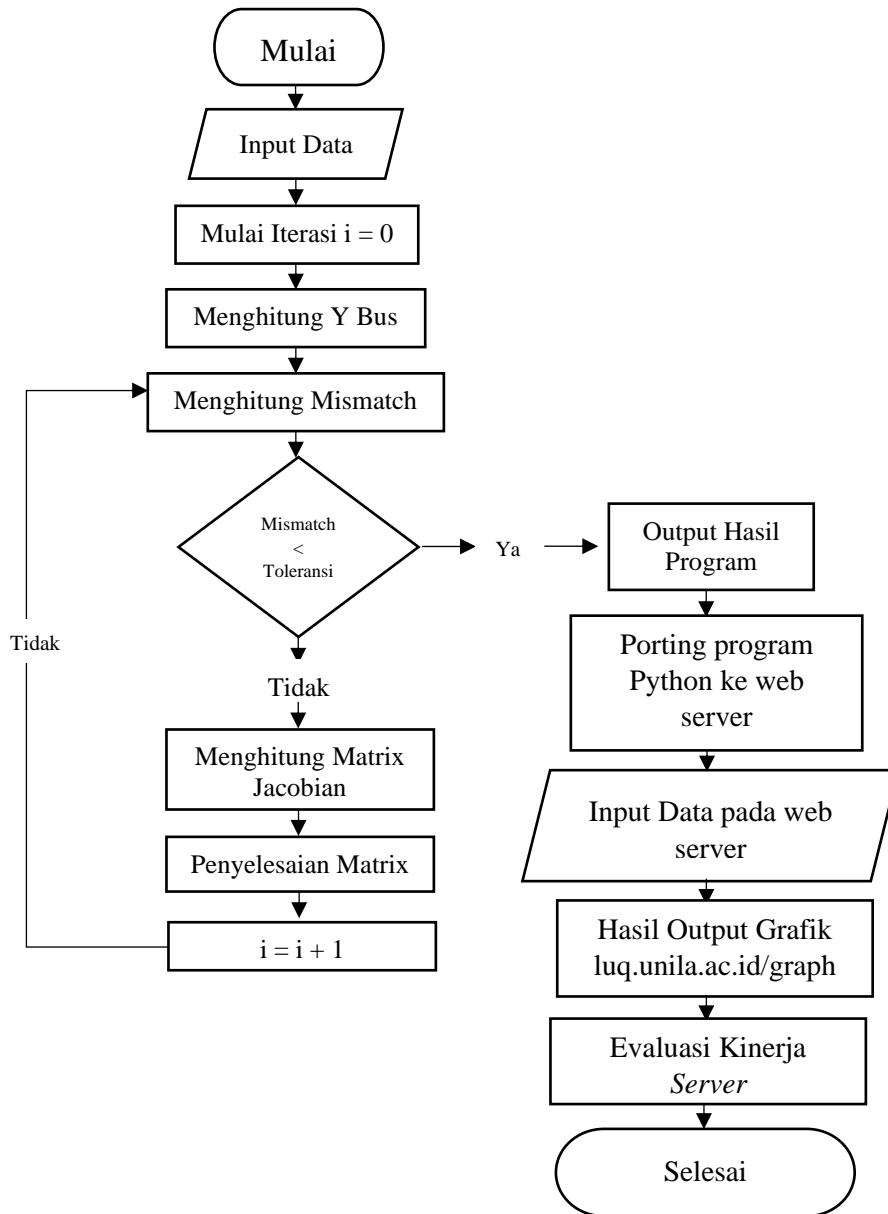 Mulai
Input Data
Mulai Iterasi i = 0
Menghitung Y Bus
Menghitung Mismatch
Mismatch
<
Toleransi
Tidak
Tidak
Menghitung Matrix
Jacobian
Penyelesaian Matrix
i = i + 1
Ya
Output Hasil
Program
Porting program
Python ke web
server
Input Data pada web
server
Hasil Output Grafik
luq.unila.ac.id/graph
Evaluasi Kinerja
Server
Selesai